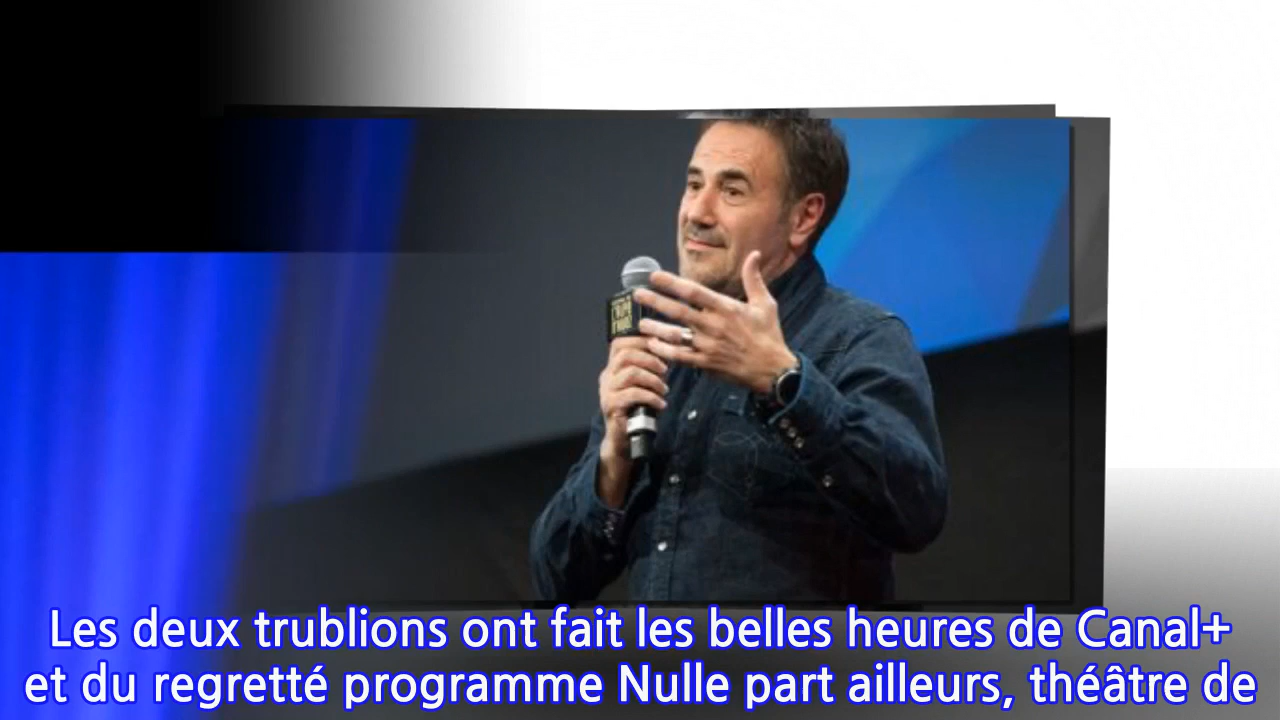 Les deux trublions ont fait les belles heures de Canal+
et du regretté programme Nulle part ailleurs, théâtre de